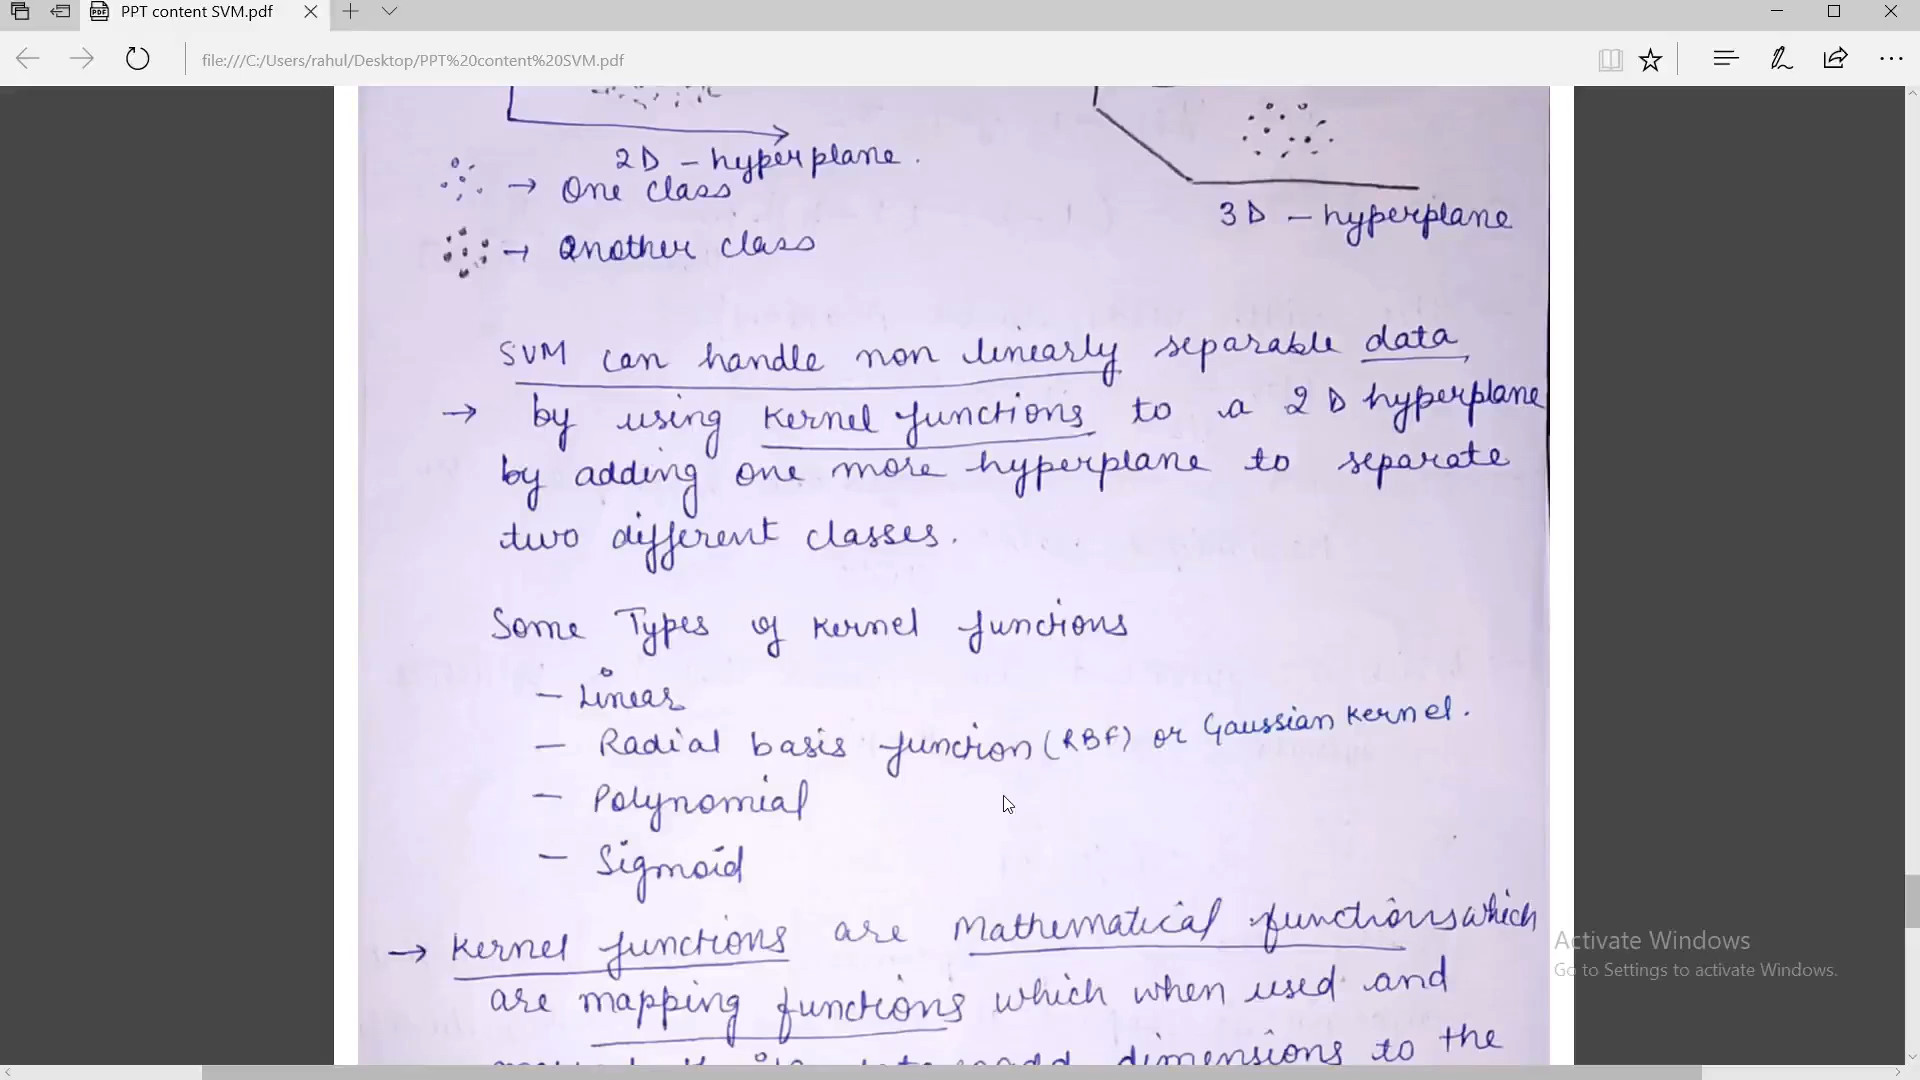 PPT content SVM.pdf
file:///C:/Users/rahul/Desktop/PPT%20content%20SVM.pdf
2D - hyperplane.
→ One class
3D - hyperplane
→ Another class
SVM can handle non linearly separable data,
→ by using kernel functions to a 2D hyperplane
by adding one more hyperplane to separate
two different classes.
Some Types of kernel functions
- Linear
- Radial basis function (RBF) or Gaussian kernel.
- Polynomial
- Sigmoid
→ Kernel functions are Mathematical functions which
are mapping functions which when used and
dimensions to the
Activate Windows
Go to Settings to activate Windows.